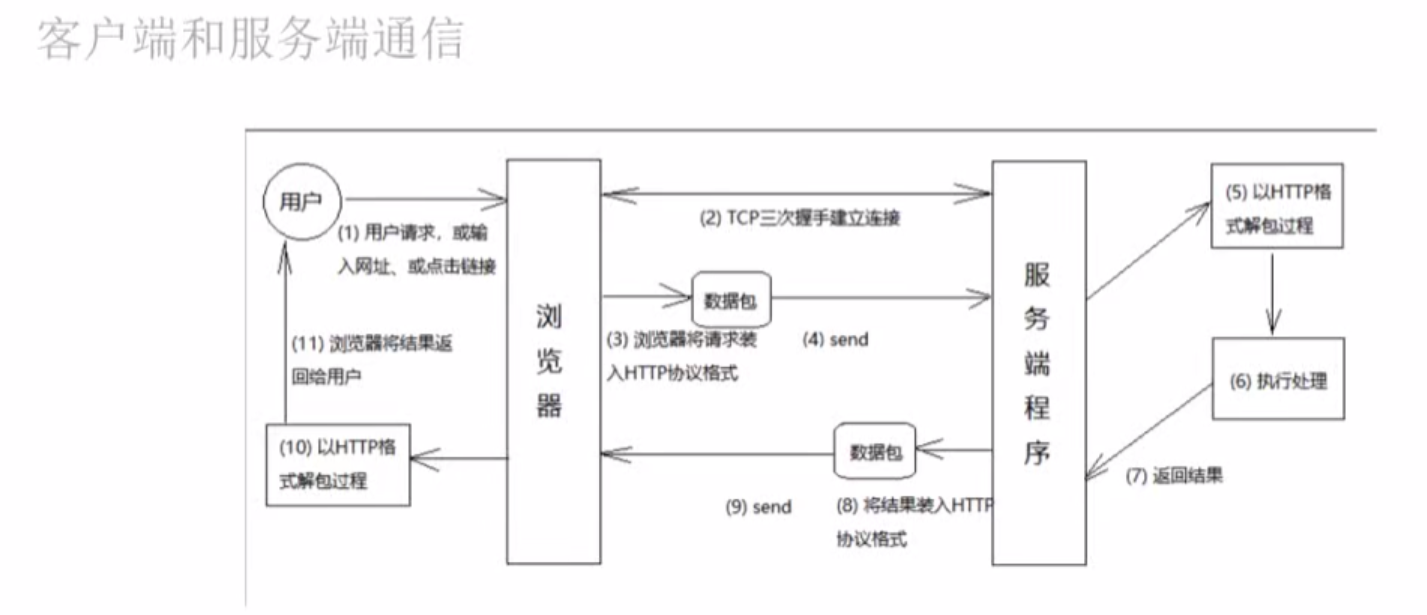 客户端和服务端通信
用户
(1) 用户请求，或输
入网址、或点击链接
(2) TCP三次握手建立连接
(5) 以HTTP格
式解包过程
浏览器
数据包
(3) 浏览器将请求装
入HTTP协议格式
(4) send
服务端程序
(6) 执行处理
(11) 浏览器将结果返
回给用户
(10) 以HTTP格
式解包过程
数据包
(7) 返回结果
(9) send
(8) 将结果装入HTTP
协议格式